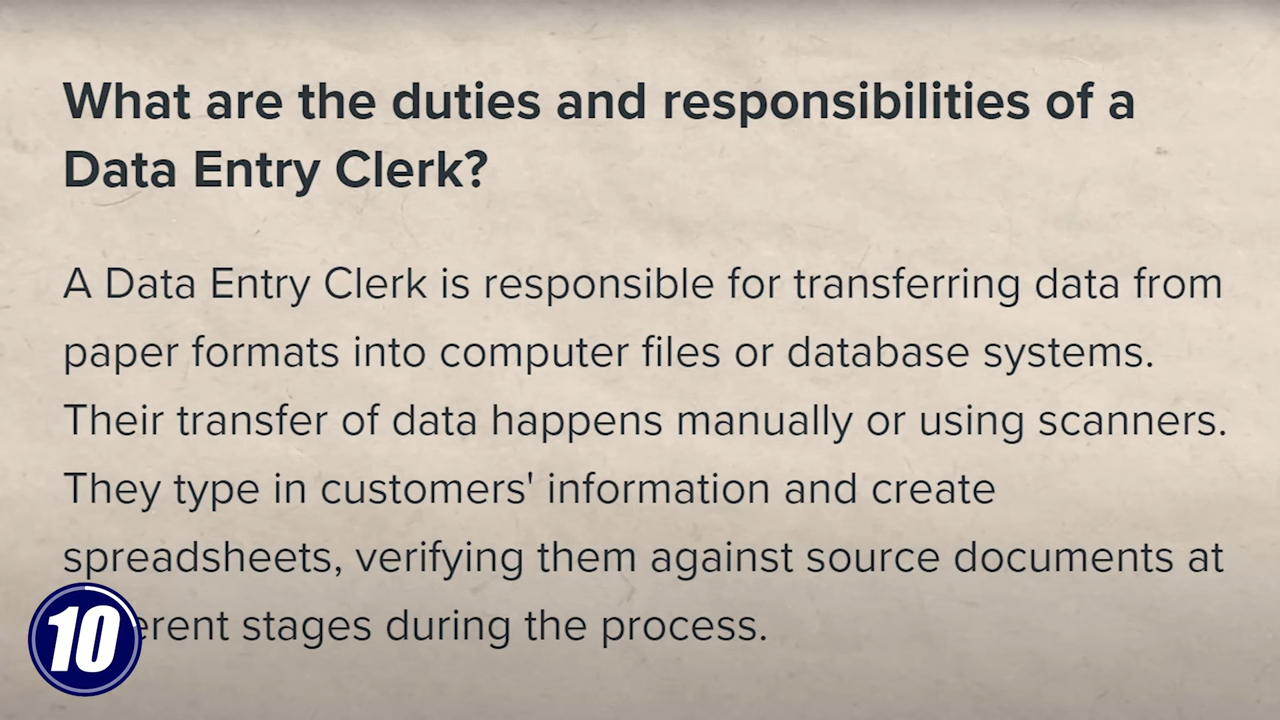 What are the duties and responsibilities of a
Data Entry Clerk?
A Data Entry Clerk is responsible for transferring data from
paper formats into computer files or database systems.
Their transfer of data happens manually or using scanners.
They type in customers' information and create
spreadsheets, verifying them against source documents at
stages during the process.
10